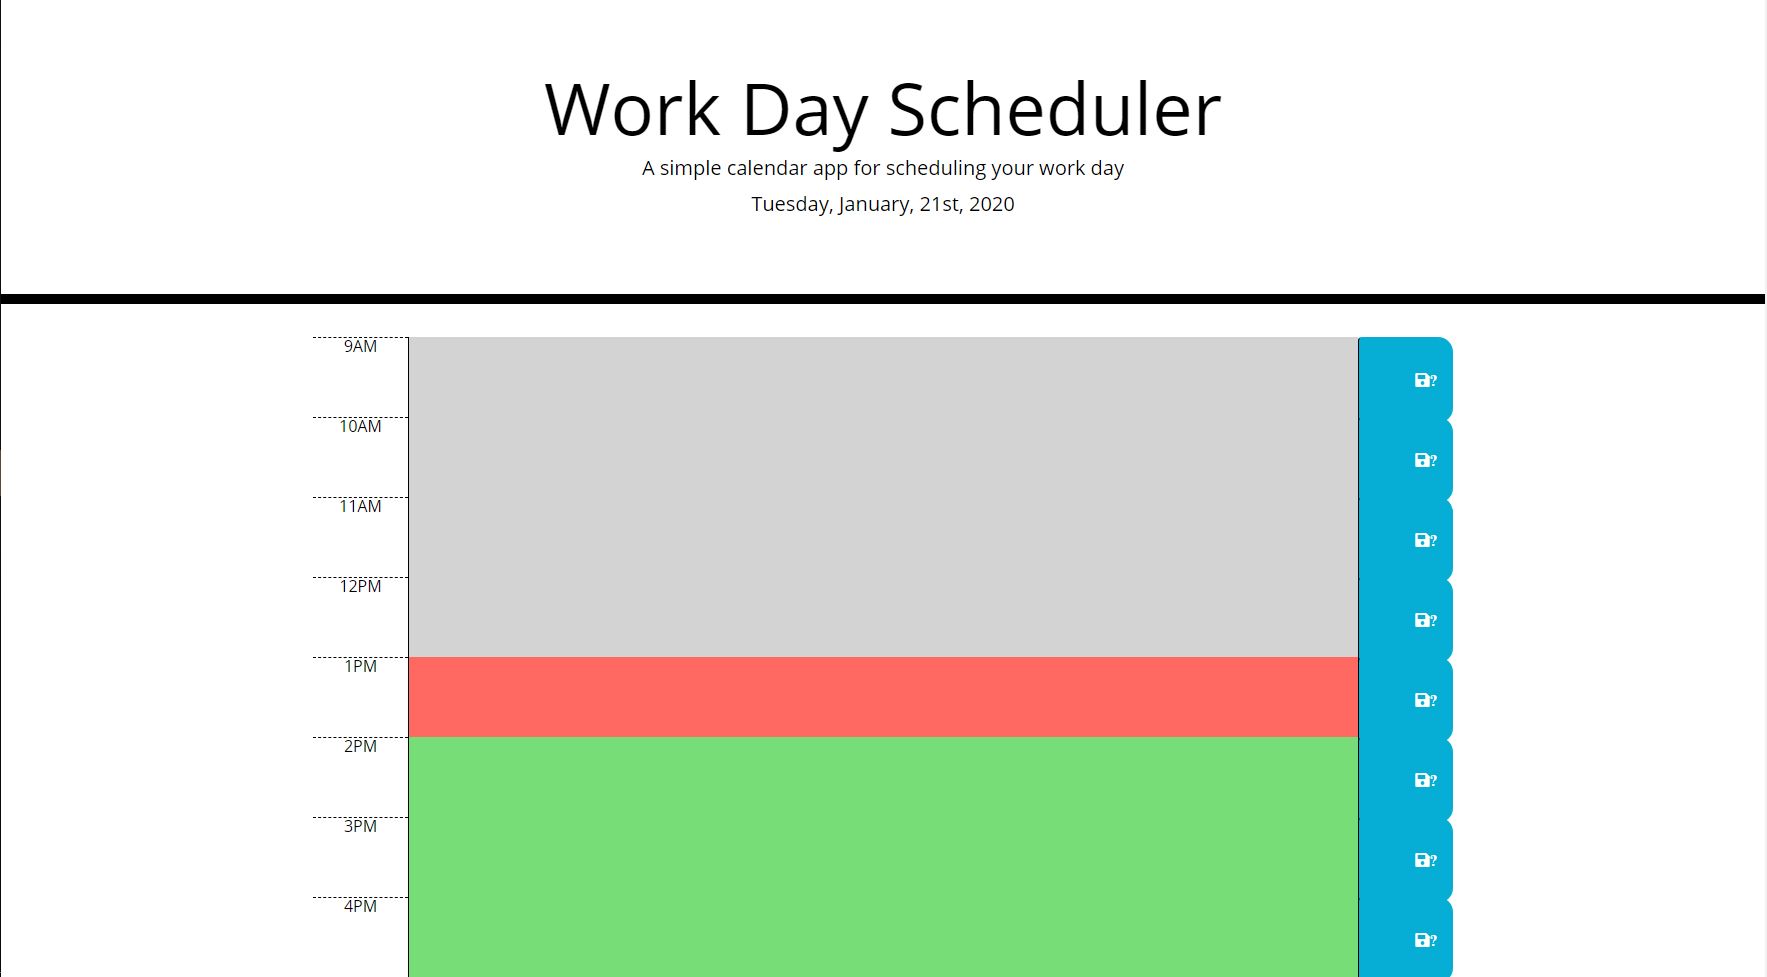 Work Day Scheduler
A simple calendar app for scheduling your work day
Tuesday, January, 21st, 2020
9AM
?
10AM
?
11AM
?
12PM
?
1PM
?
2PM
?
3PM
?
4PM
?